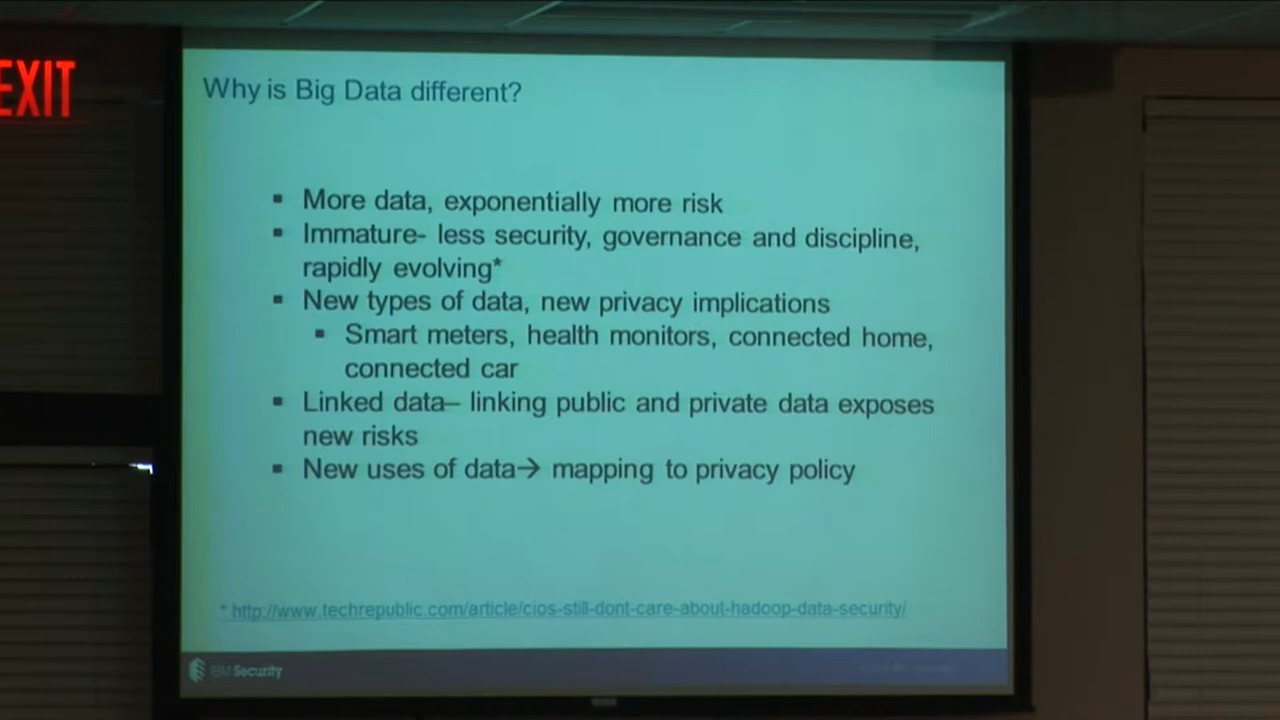 EXIT
Why is Big Data different?
▪ More data, exponentially more risk
▪ Immature- less security, governance and discipline,
rapidly evolving*
▪ New types of data, new privacy implications
▪ Smart meters, health monitors, connected home,
connected car
▪ Linked data– linking public and private data exposes
new risks
▪ New uses of data→ mapping to privacy policy
* http://www.techrepublic.com/article/cios-still-dont-care-about-hadoop-data-security/
IBM Security